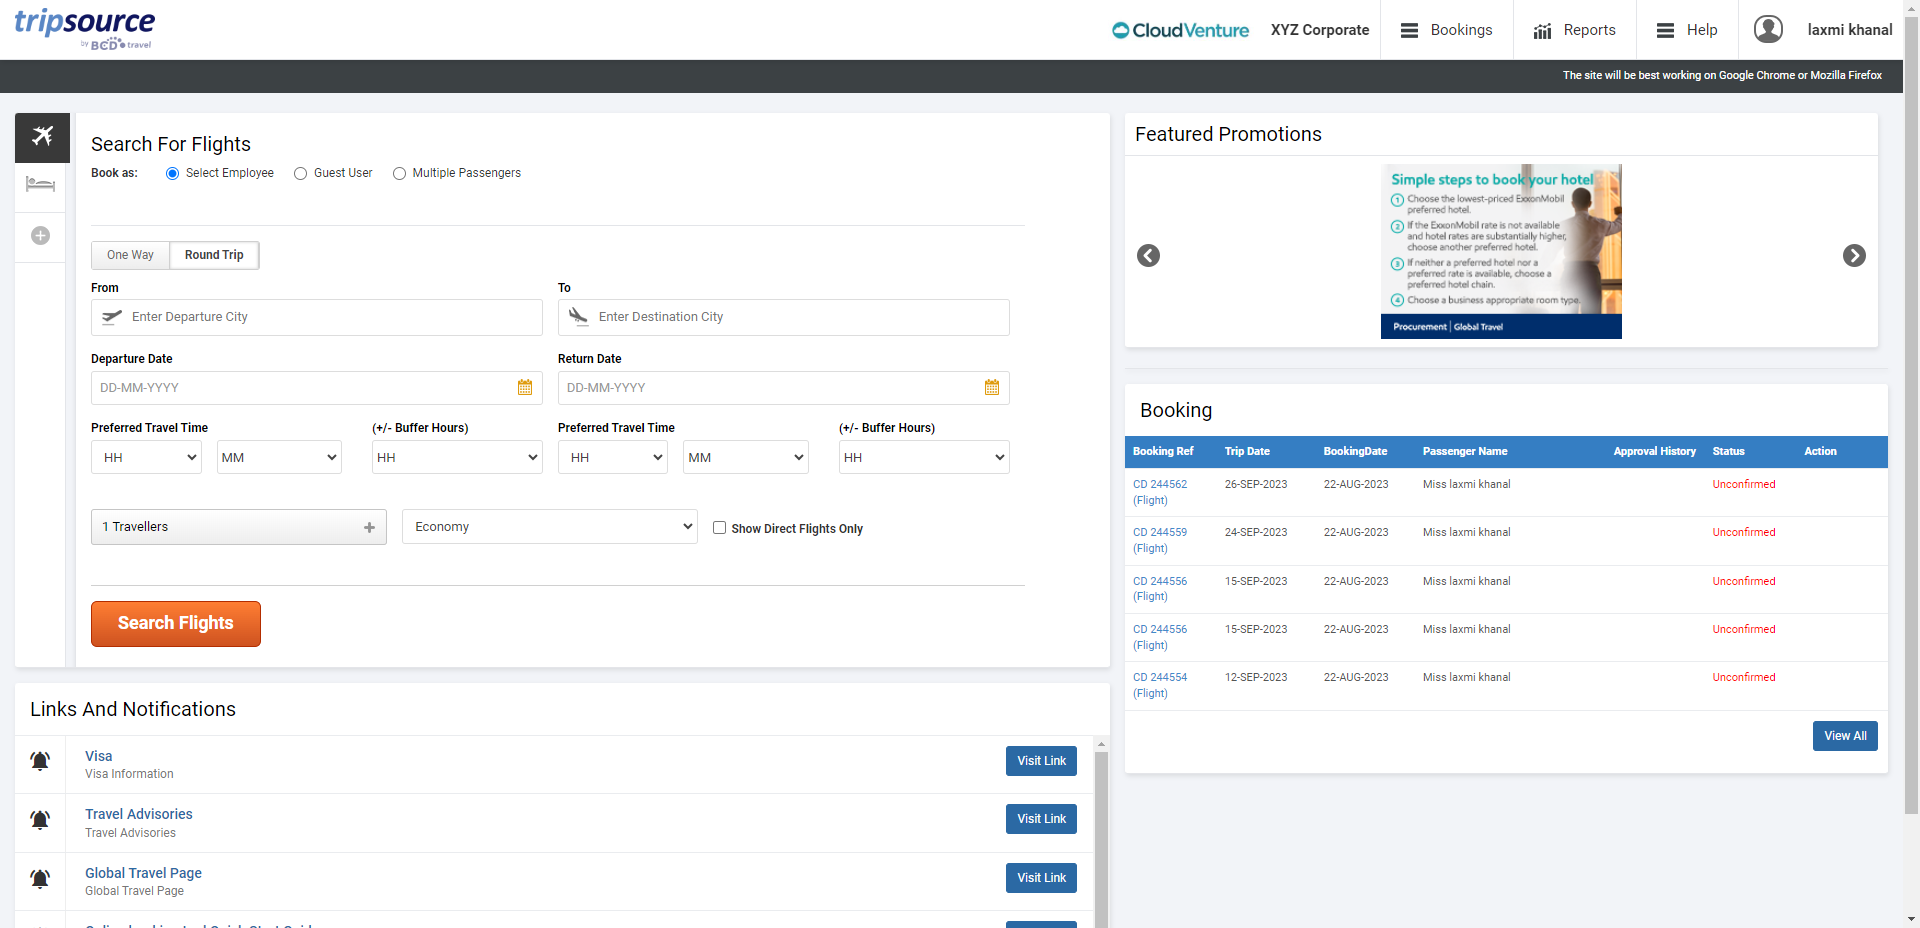 tripsource
by BCD travel
CloudVenture
XYZ Corporate
Bookings
Reports
Help
laxmi khanal
The site will be best working on Google Chrome or Mozilla Firefox
Search For Flights
Book as:
Select Employee
Guest User
Multiple Passengers
One Way
Round Trip
From
To
Enter Departure City
Enter Destination City
Departure Date
Return Date
DD-MM-YYYY
DD-MM-YYYY
Preferred Travel Time
(+/- Buffer Hours)
Preferred Travel Time
(+/- Buffer Hours)
HH
MM
HH
HH
MM
HH
1 Travellers
Economy
Show Direct Flights Only
Search Flights
Links And Notifications
Visa
Visa Information
Visit Link
Travel Advisories
Travel Advisories
Visit Link
Global Travel Page
Global Travel Page
Visit Link
Featured Promotions
Simple steps to book your hotel
1 Choose the lowest-priced ExxonMobil
preferred hotel.
2 If the ExxonMobil rate is not available
and hotel rates are substantially higher,
choose another preferred hotel.
3 If neither a preferred hotel nor a
preferred rate is available, choose a
preferred hotel chain.
4 Choose a business appropriate room type.
Procurement | Global Travel
Booking
Booking Ref Trip Date BookingDate Passenger Name Approval History Status Action
CD 244562 26-SEP-2023 22-AUG-2023 Miss laxmi khanal Unconfirmed
(Flight)
CD 244559 24-SEP-2023 22-AUG-2023 Miss laxmi khanal Unconfirmed
(Flight)
CD 244556 15-SEP-2023 22-AUG-2023 Miss laxmi khanal Unconfirmed
(Flight)
CD 244556 15-SEP-2023 22-AUG-2023 Miss laxmi khanal Unconfirmed
(Flight)
CD 244554 12-SEP-2023 22-AUG-2023 Miss laxmi khanal Unconfirmed
(Flight)
View All